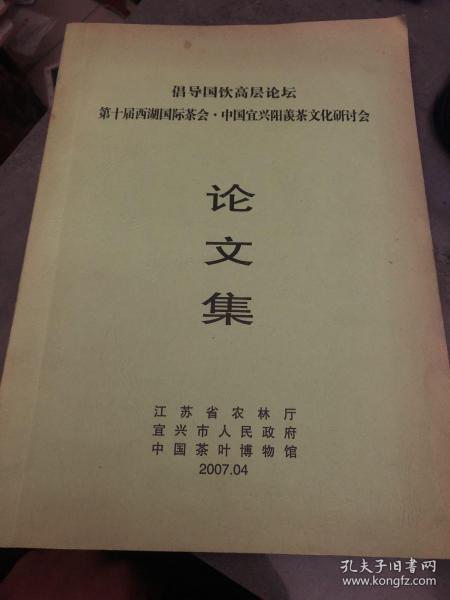 倡导国饮高层论坛
第十届西湖国际茶会·中国宜兴阳羡茶文化研讨会
论
文
集
江苏省农林厅
宜兴市人民政府
中国茶叶博物馆
2007.04
孔夫子旧书网
www.kongfz.com